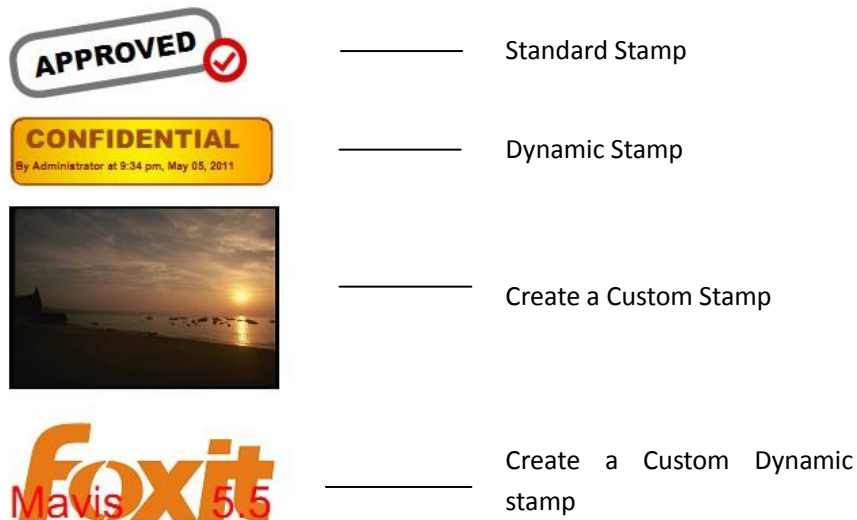 APPROVED
Standard Stamp
CONFIDENTIAL
By Administrator at 9:34 pm, May 05, 2011
Dynamic Stamp
Create a Custom Stamp
foxit
Mavis 5.5
Create a Custom Dynamic
stamp